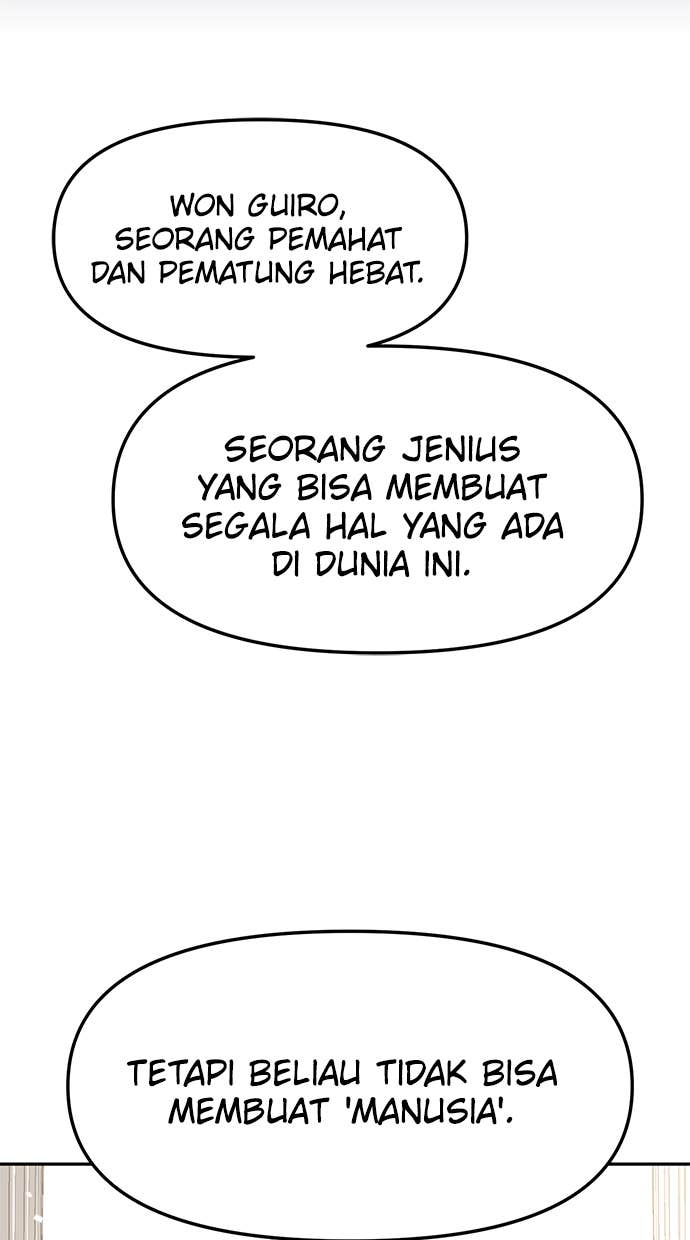 WON GUIRO,
SEORANG PEMAHAT
DAN PEMATUNG HEBAT.
SEORANG JENIUS
YANG BISA MEMBUAT
SEGALA HAL YANG ADA
DI DUNIA INI.
TETAPI BELIAU TIDAK BISA
MEMBUAT 'MANUSIA'.